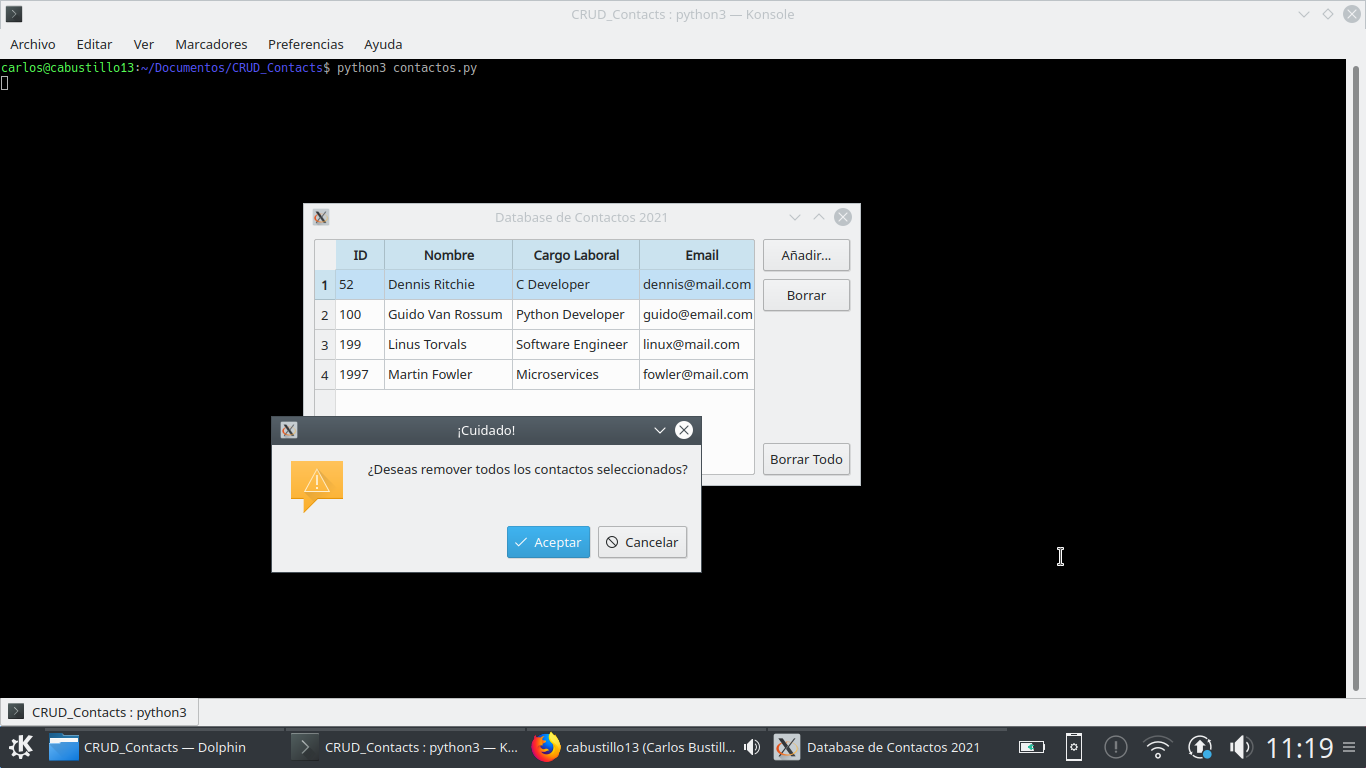 CRUD_Contacts : python3 — Konsole
Archivo Editar Ver Marcadores Preferencias Ayuda
carlos@cabustillo13:~/Documentos/CRUD_Contacts$ python3 contactos.py
Database de Contactos 2021
ID Nombre Cargo Laboral Email
1 52 Dennis Ritchie C Developer dennis@mail.com
2 100 Guido Van Rossum Python Developer guido@email.com
3 199 Linus Torvals Software Engineer linux@mail.com
4 1997 Martin Fowler Microservices fowler@mail.com
Añadir...
Borrar
Borrar Todo
¡Cuidado!
¿Deseas remover todos los contactos seleccionados?
Aceptar Cancelar
CRUD_Contacts : python3
CRUD_Contacts — Dolphin
CRUD_Contacts : python3 — K...
cabustillo13 (Carlos Bustill...
Database de Contactos 2021
11:19